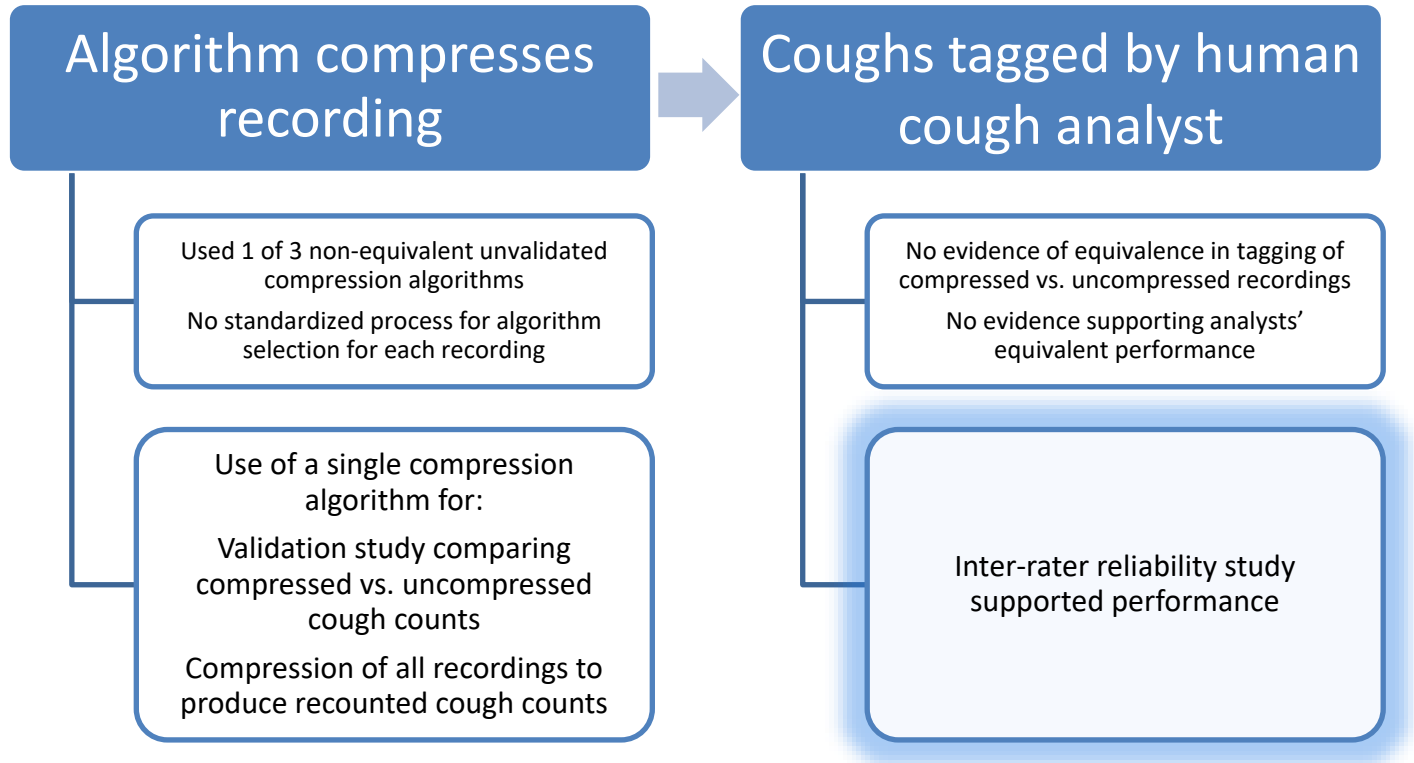 Algorithm compresses
recording
Coughs tagged by human
cough analyst
Used 1 of 3 non-equivalent unvalidated
compression algorithms
No standardized process for algorithm
selection for each recording
No evidence of equivalence in tagging of
compressed vs. uncompressed recordings
No evidence supporting analysts’
equivalent performance
Use of a single compression
algorithm for:
Validation study comparing
compressed vs. uncompressed
cough counts
Compression of all recordings to
produce recounted cough counts
Inter-rater reliability study
supported performance